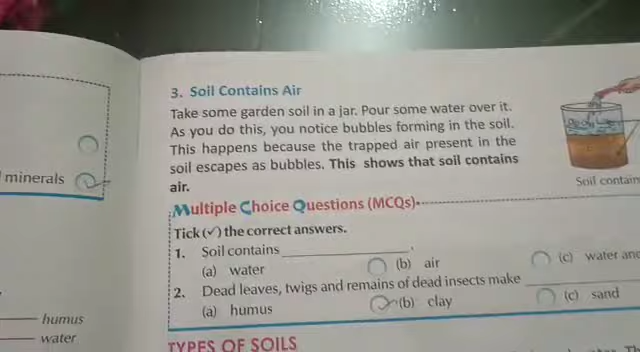 minerals
humus
water
3. Soil Contains Air
Take some garden soil in a jar. Pour some water over it.
As you do this, you notice bubbles forming in the soil.
This happens because the trapped air present in the
soil escapes as bubbles. This shows that soil contains
air.
Soil contain
Multiple Choice Questions (MCQs)
Tick (✓) the correct answers.
1. Soil contains ____________.
(a) water (b) air (c) water and
2. Dead leaves, twigs and remains of dead insects make ____________
(a) humus (b) clay (c) sand
TYPES OF SOILS